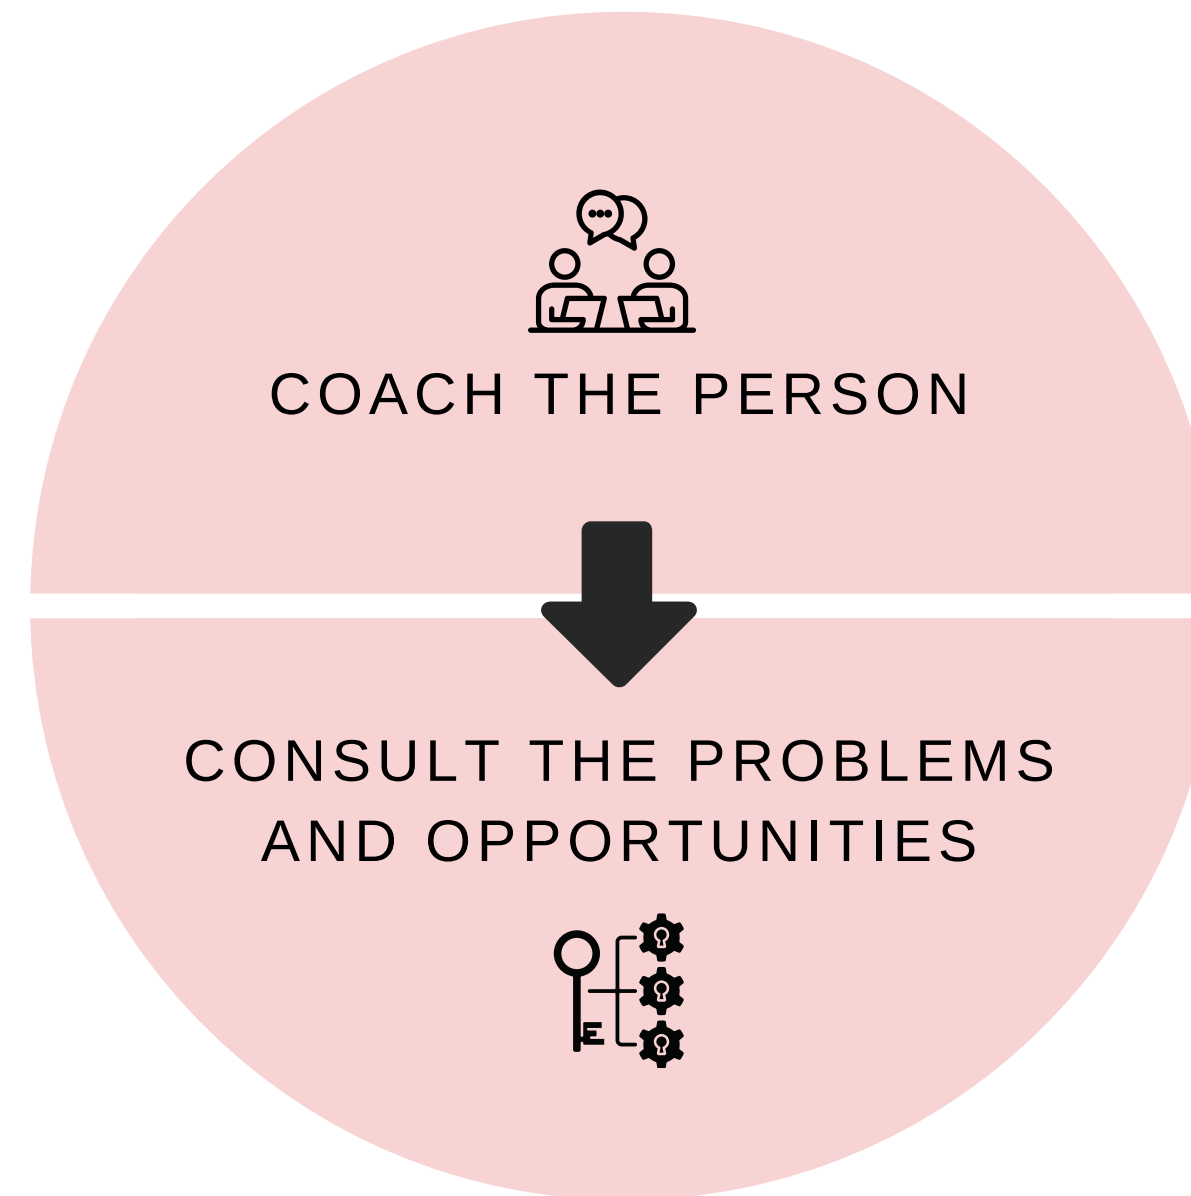 COACH THE PERSON
CONSULT THE PROBLEMS
AND OPPORTUNITIES